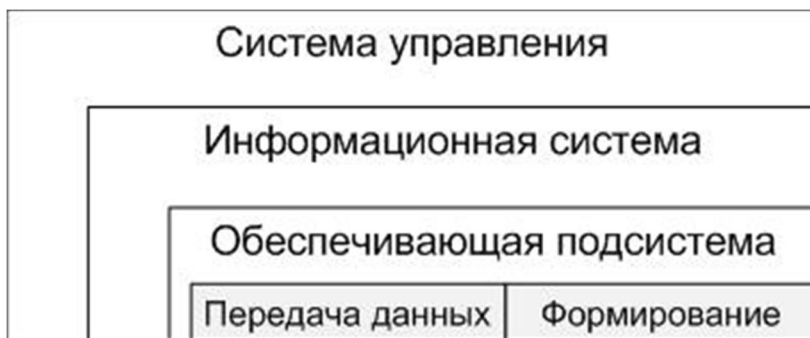 Система управления
Информационная система
Обеспечивающая подсистема
Передача данных
Формирование